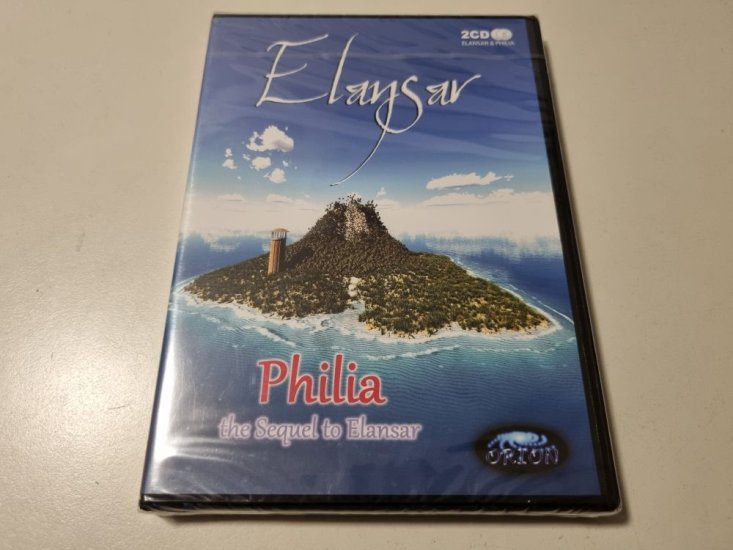 2CD
ELANSAR & PHILIA
Elansar
Philia
the Sequel to Elansar
ORION